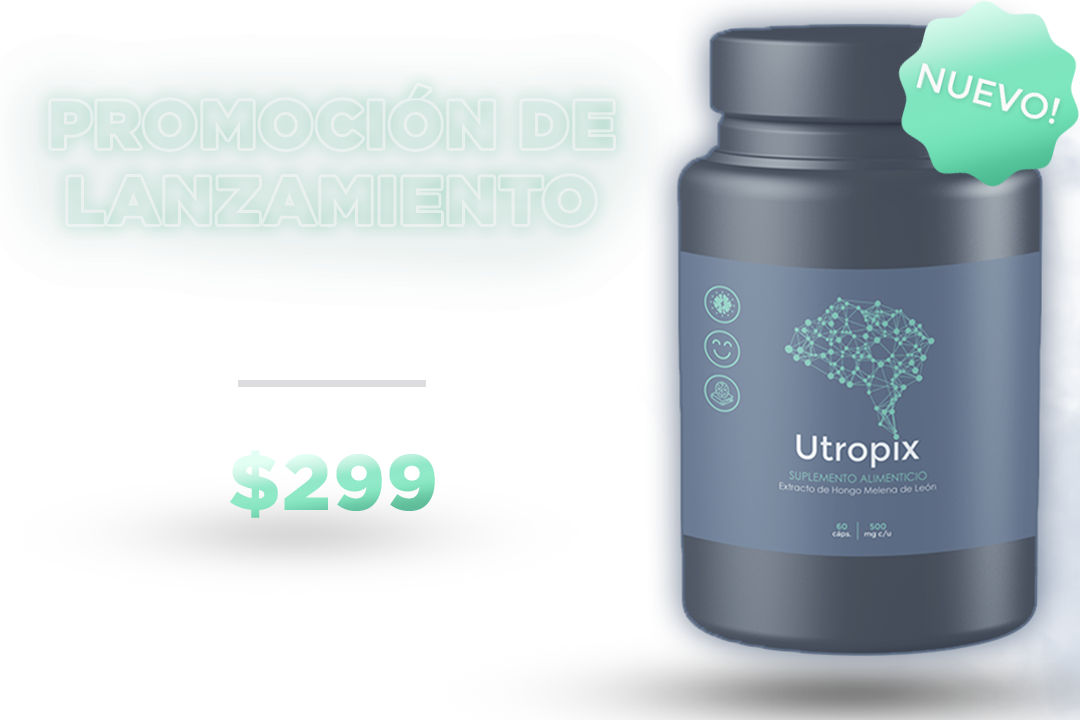 PROMOCIÓN DE
LANZAMIENTO
$299
NUEVO!
Utropix
SUPLEMENTO ALIMENTICIO
Extracto de Hongo Melena de León
60 500
cáps. mg c/u